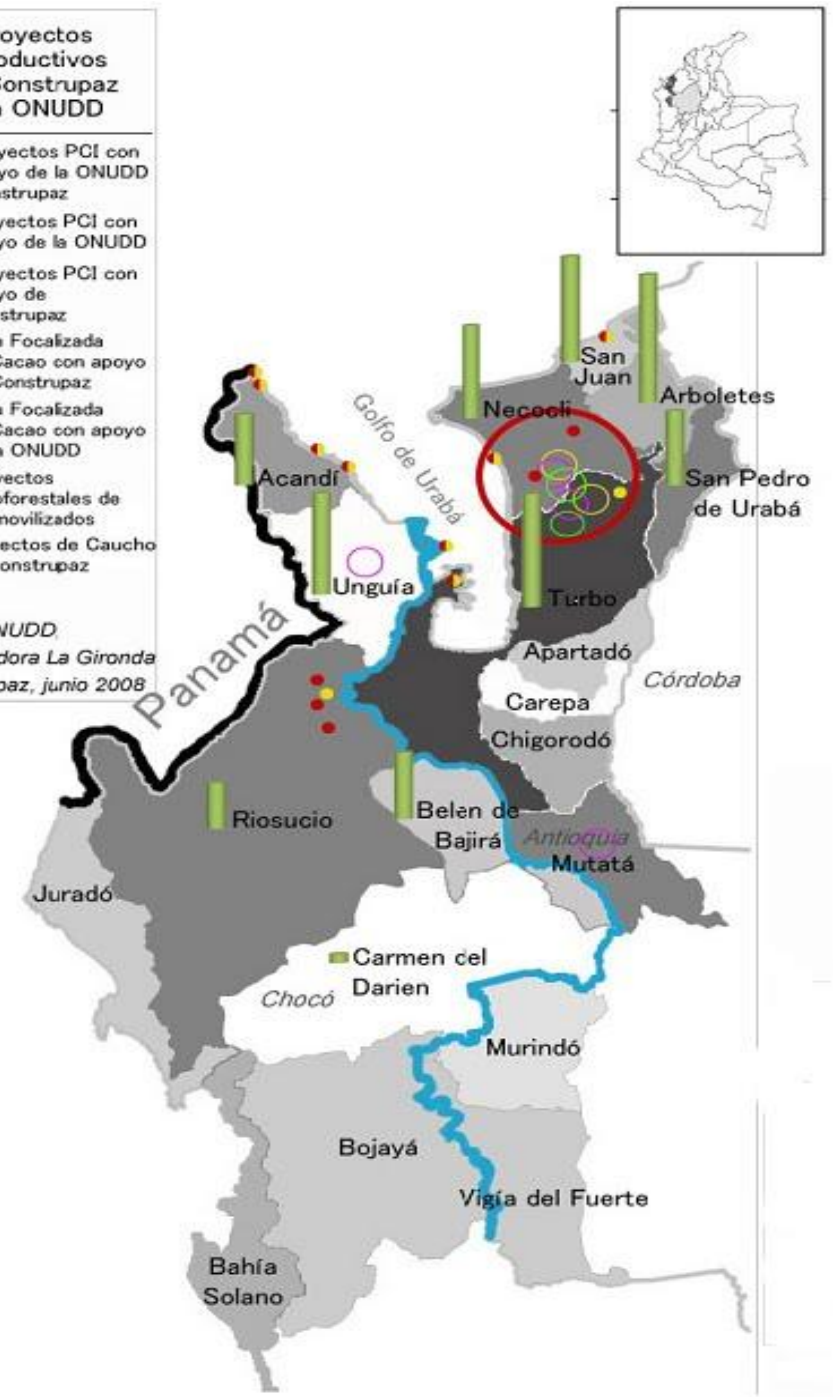 oyectos
oductivos
Construpaz
a ONUDD
yectos PCI con
yo de la ONUDD
nstrupaz
yectos PCI con
yo de la ONUDD
yectos PCI con
yo de
nstrupaz
a Focalizada
Cacao con apoyo
Construpaz
a Focalizada
Cacao con apoyo
a ONUDD
yectos
oforestales de
movilizados
ectos de Caucho
onstrupaz
NUDD,
dora La Gironda
paz, junio 2008
San
Juan
Arboletes
Necocli
Golfo de Urabá
Acandí
San Pedro
de Urabá
Unguía
Turbo
Panamá
Apartadó
Córdoba
Carepa
Chigorodó
Riosucio
Belen de
Bajirá
Antioquia
Mutatá
Juradó
Carmen del
Darien
Chocó
Murindó
Bojayá
Vigía del Fuerte
Bahía
Solano